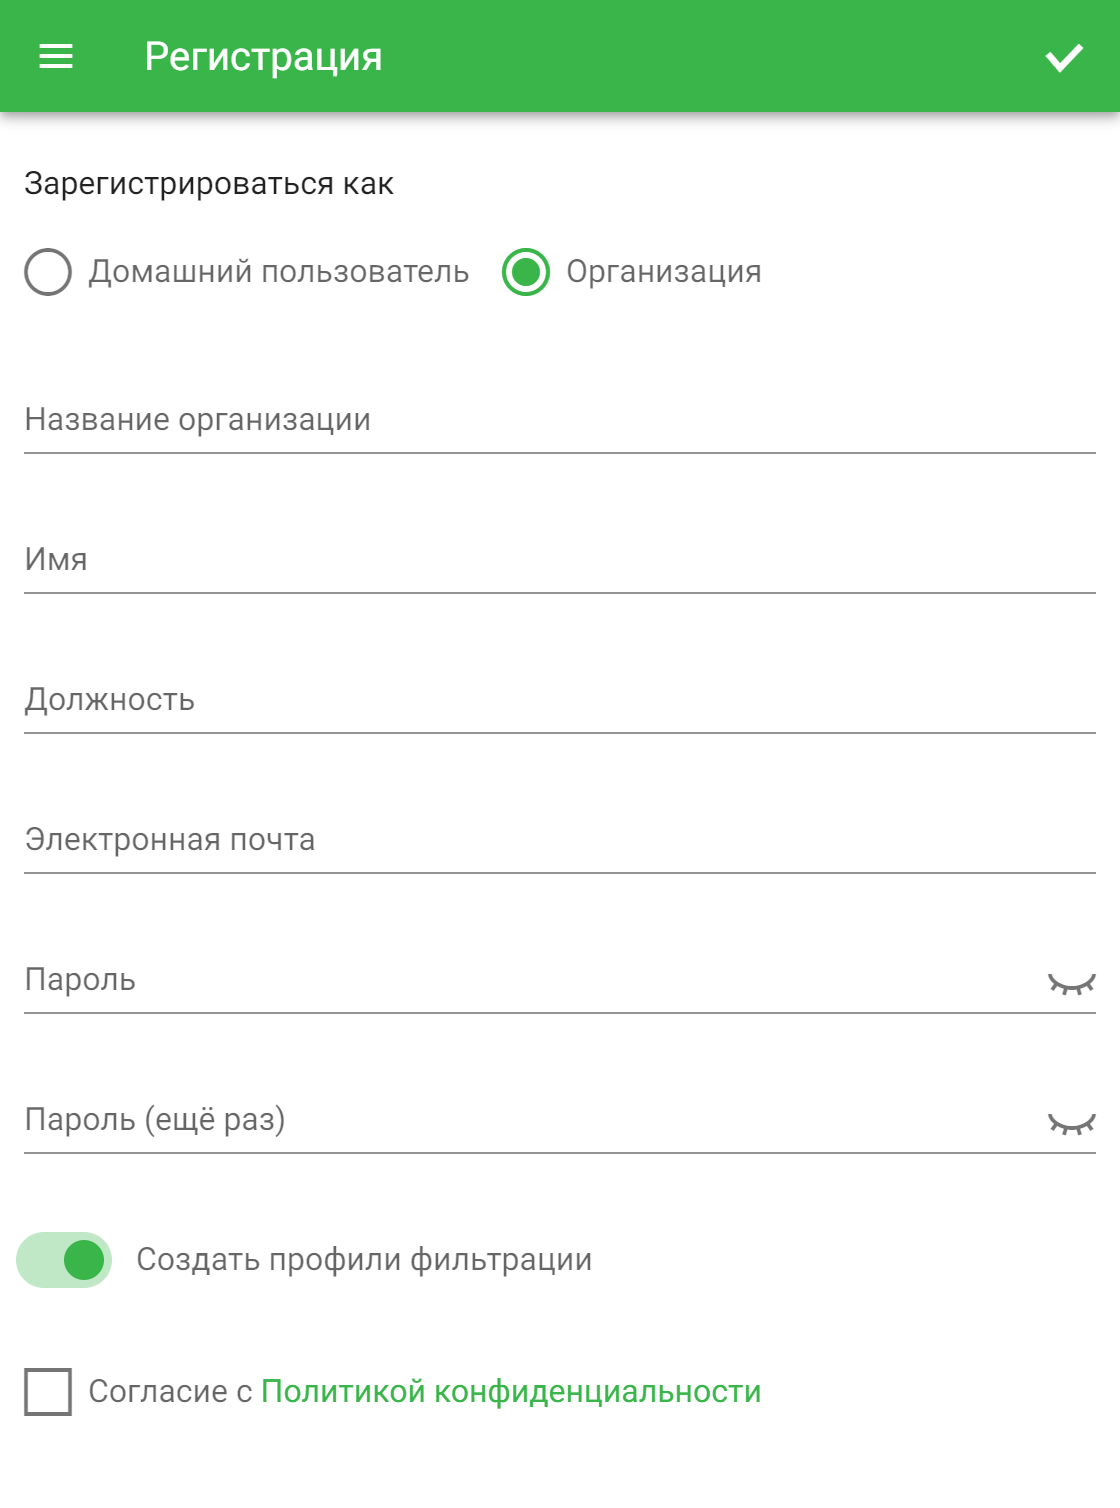 Регистрация
Зарегистрироваться как
Домашний пользователь Организация
Название организации
Имя
Должность
Электронная почта
Пароль
Пароль (ещё раз)
Создать профили фильтрации
Согласие с Политикой конфиденциальности